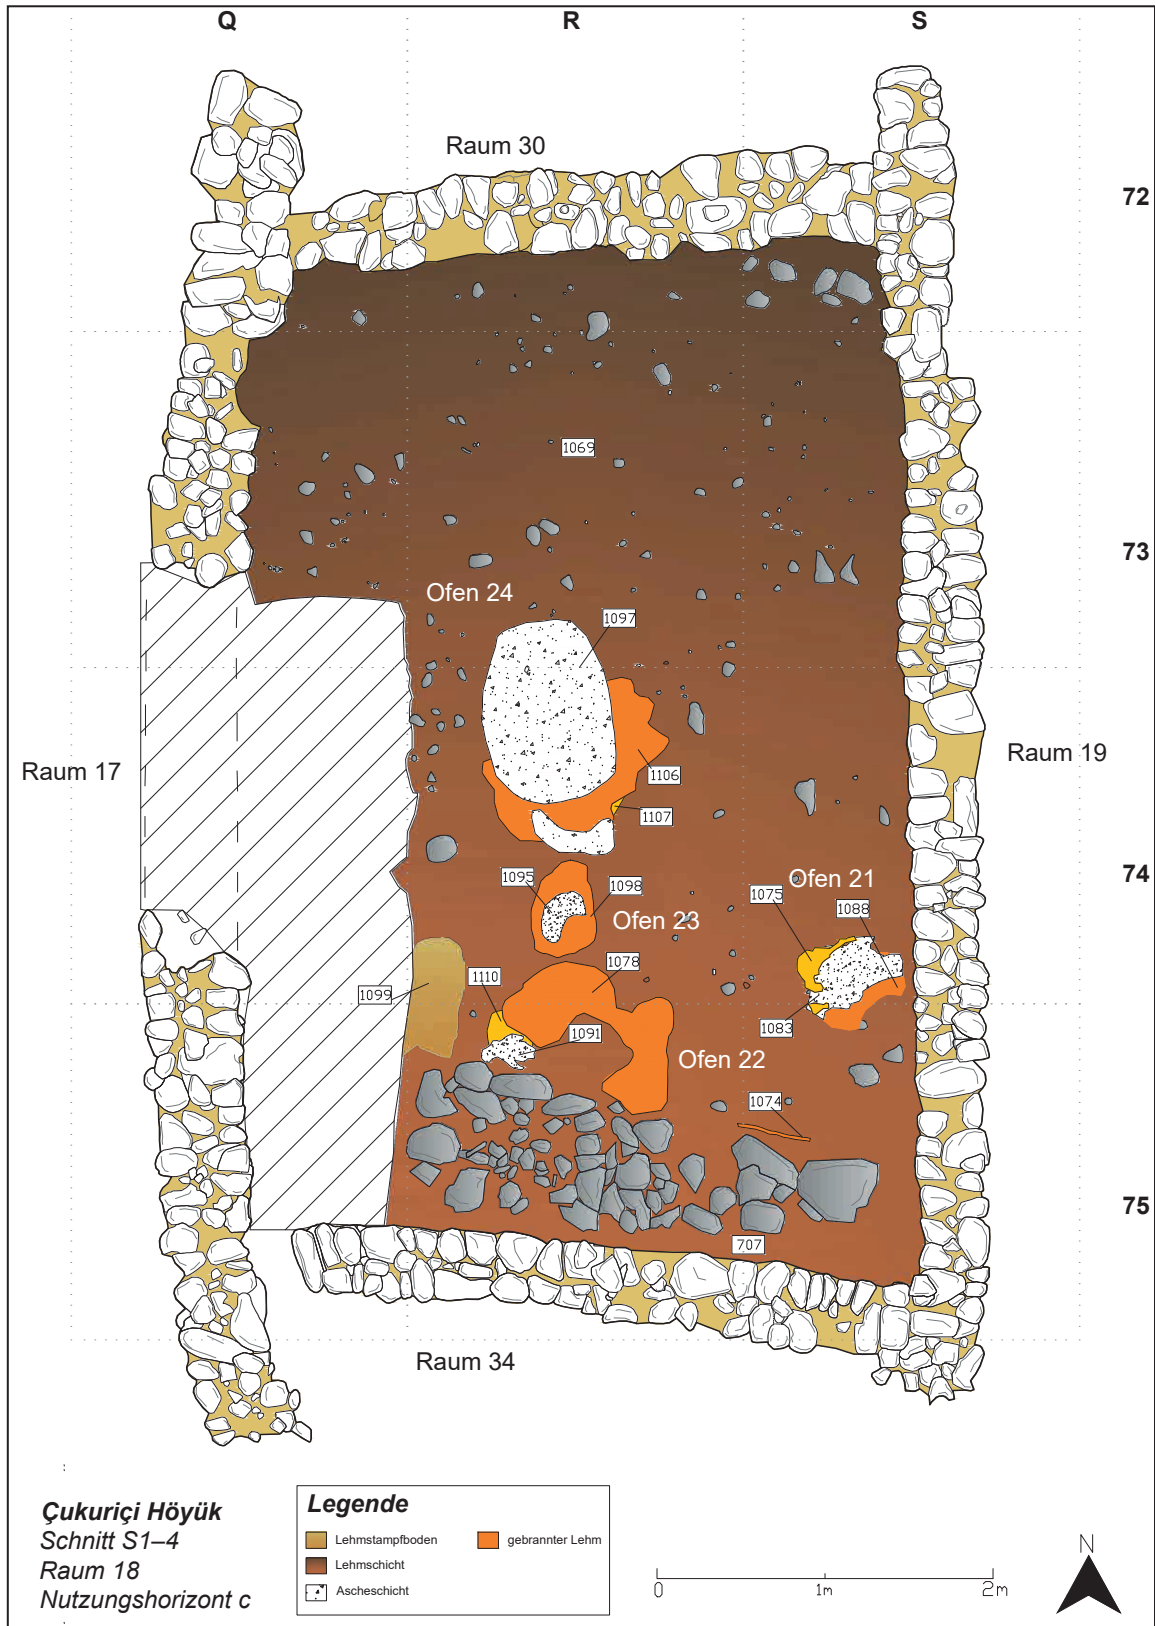 Q R S
Raum 30
72
1069
73
Ofen 24
1097
Raum 17
Raum 19
1106
1107
74
1095
1098
Ofen 21
1075
1088
Ofen 23
1078
1110
1099
1091
1083
Ofen 22
1074
75
707
Raum 34
Çukuriçi Höyük
Schnitt S1–4
Raum 18
Nutzungshorizont c
Legende
Lehmstampfboden
gebrannter Lehm
Lehmschicht
Ascheschicht
0 1m 2m
N